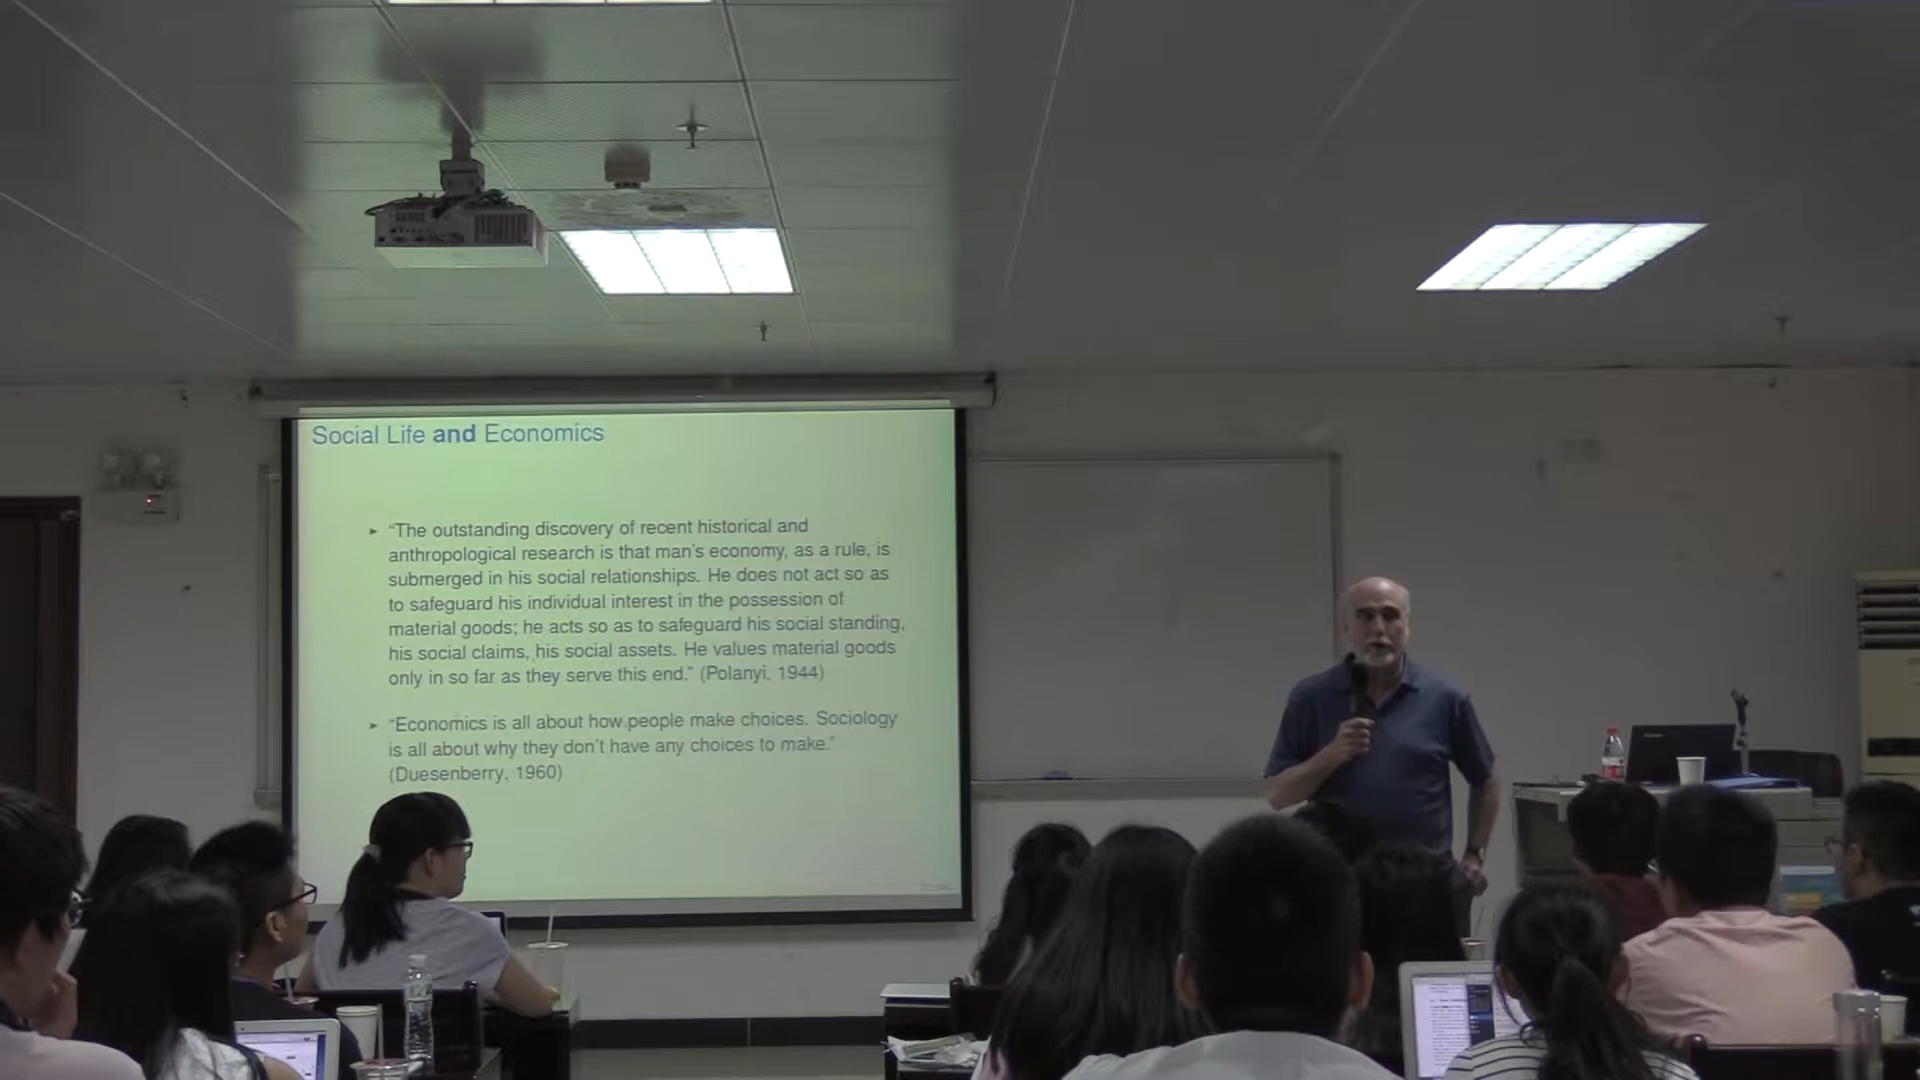 Social Life and Economics
► “The outstanding discovery of recent historical and
anthropological research is that man’s economy, as a rule, is
submerged in his social relationships. He does not act so as
to safeguard his individual interest in the possession of
material goods; he acts so as to safeguard his social standing,
his social claims, his social assets. He values material goods
only in so far as they serve this end.” (Polanyi, 1944)
► “Economics is all about how people make choices. Sociology
is all about why they don’t have any choices to make.”
(Duesenberry, 1960)